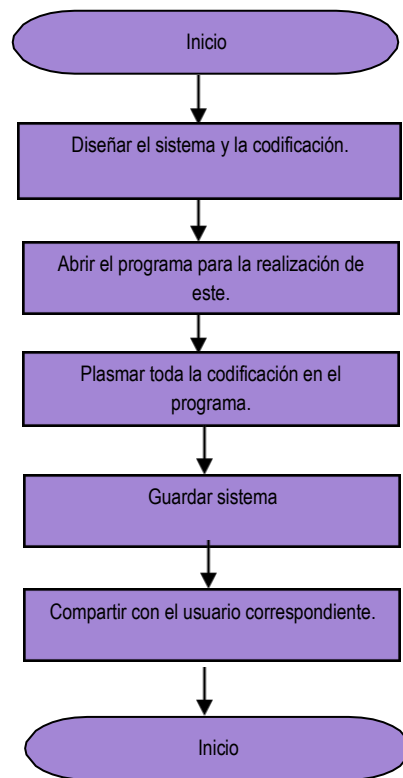 Inicio
Diseñar el sistema y la codificación.
Abrir el programa para la realización de
este.
Plasmar toda la codificación en el
programa.
Guardar sistema
Compartir con el usuario correspondiente.
Inicio